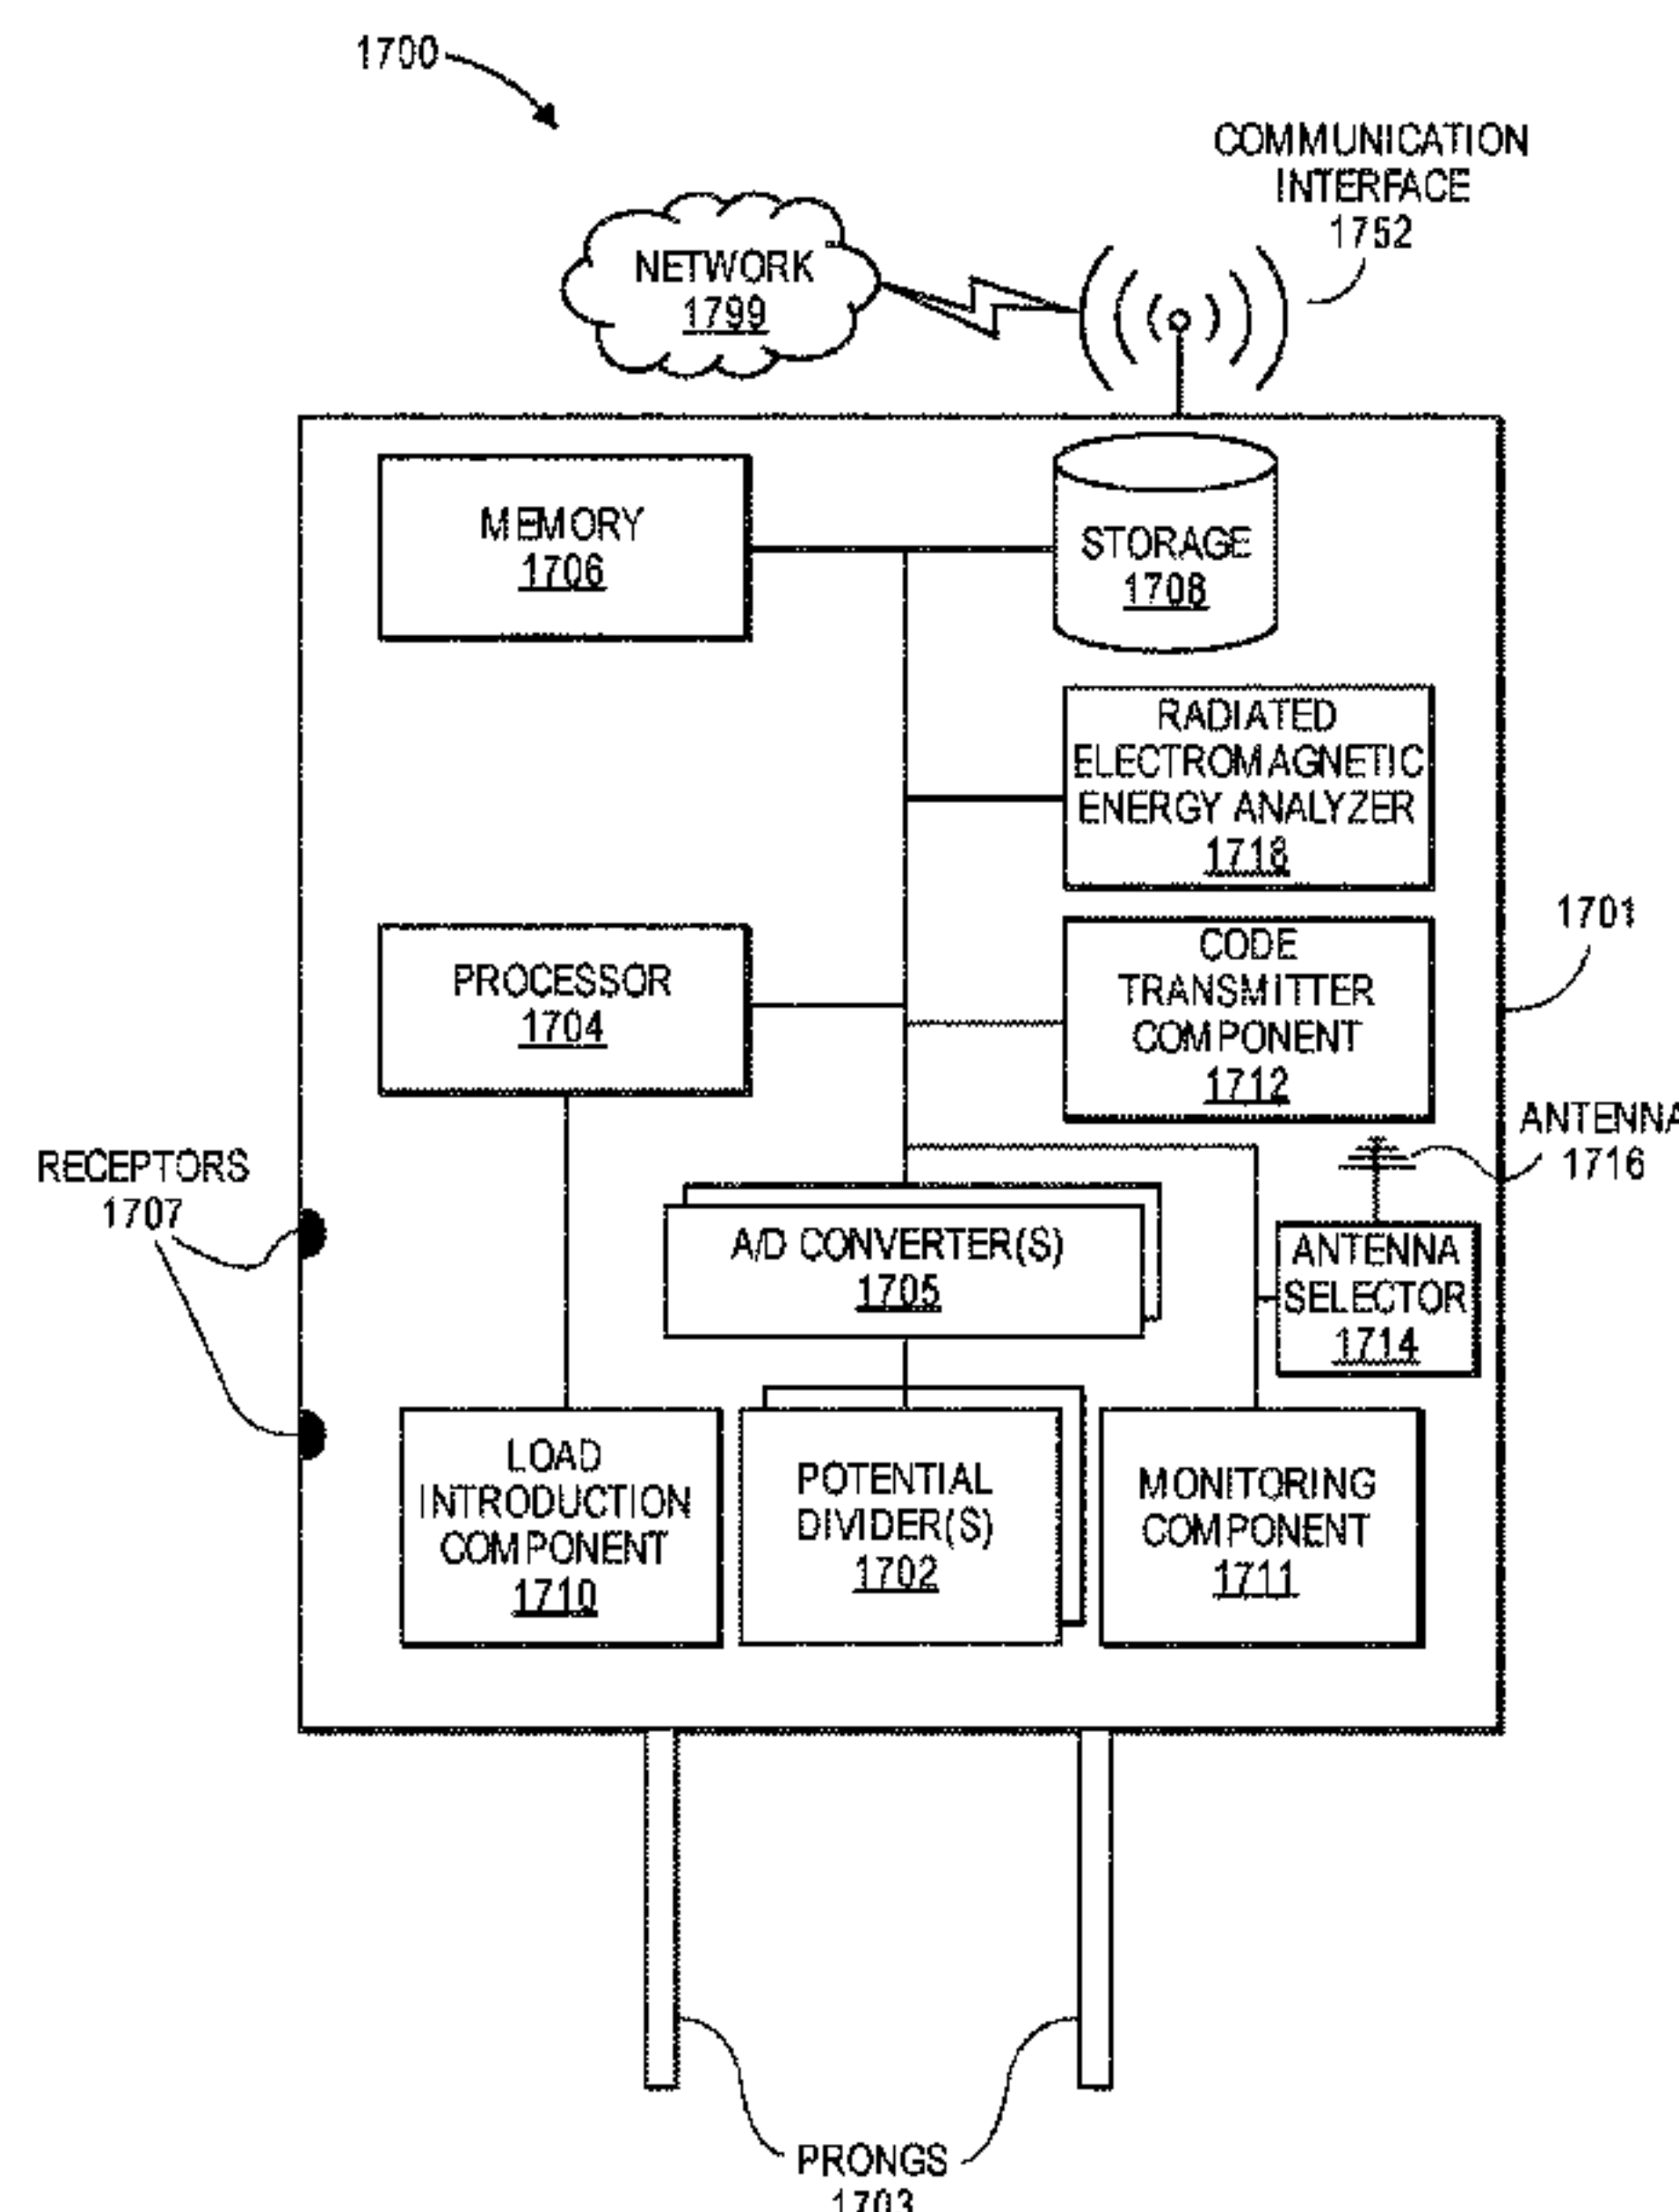 1700
COMMUNICATION
INTERFACE
1752
NETWORK
1799
MEMORY
1706
STORAGE
1708
RADIATED
ELECTROMAGNETIC
ENERGY ANALYZER
1718
1701
PROCESSOR
1704
CODE
TRANSMITTER
COMPONENT
1712
ANTENNA
1716
RECEPTORS
1707
A/D CONVERTER(S)
1705
ANTENNA
SELECTOR
1714
LOAD
INTRODUCTION
COMPONENT
1710
POTENTIAL
DIVIDER(S)
1702
MONITORING
COMPONENT
1711
PRONGS
1703